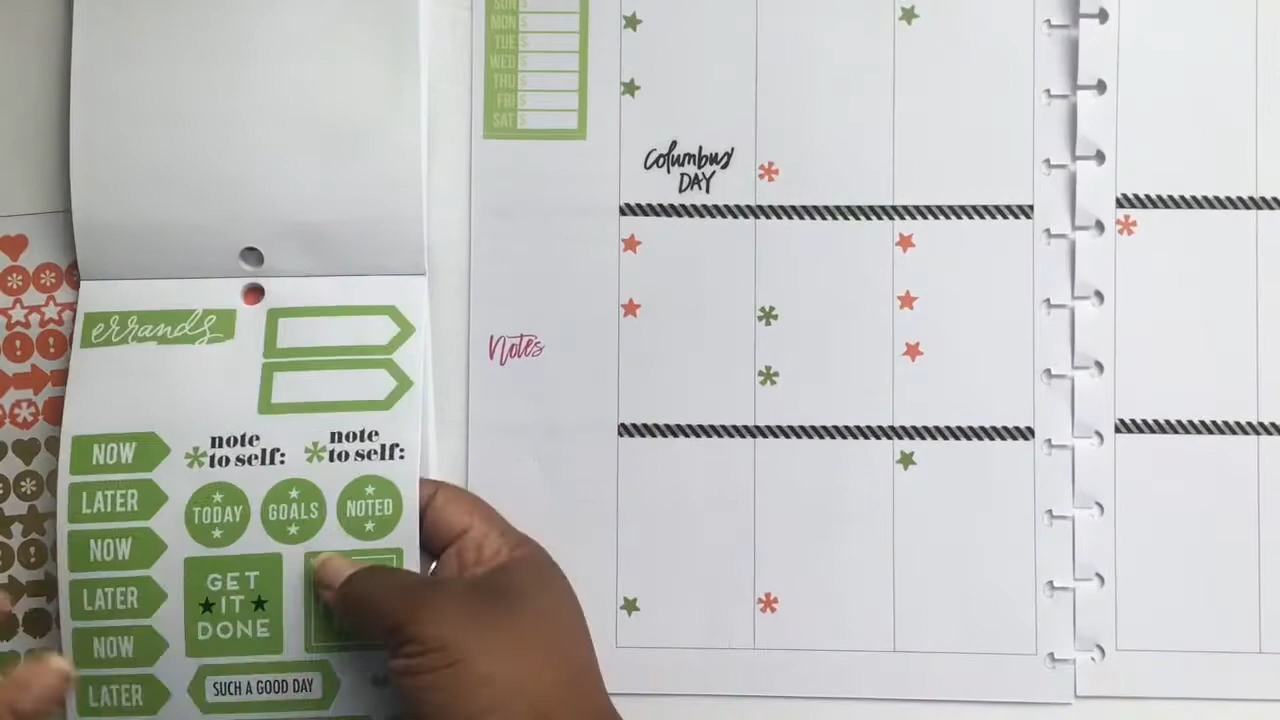 SUN $
MON $
TUE $
WED $
THU $
FRI $
SAT $
Columbus
DAY
Notes
errands
note
to self:
note
to self:
NOW
LATER
NOW
LATER
NOW
LATER
TODAY
GOALS
NOTED
GET
IT
DONE
SUCH A GOOD DAY